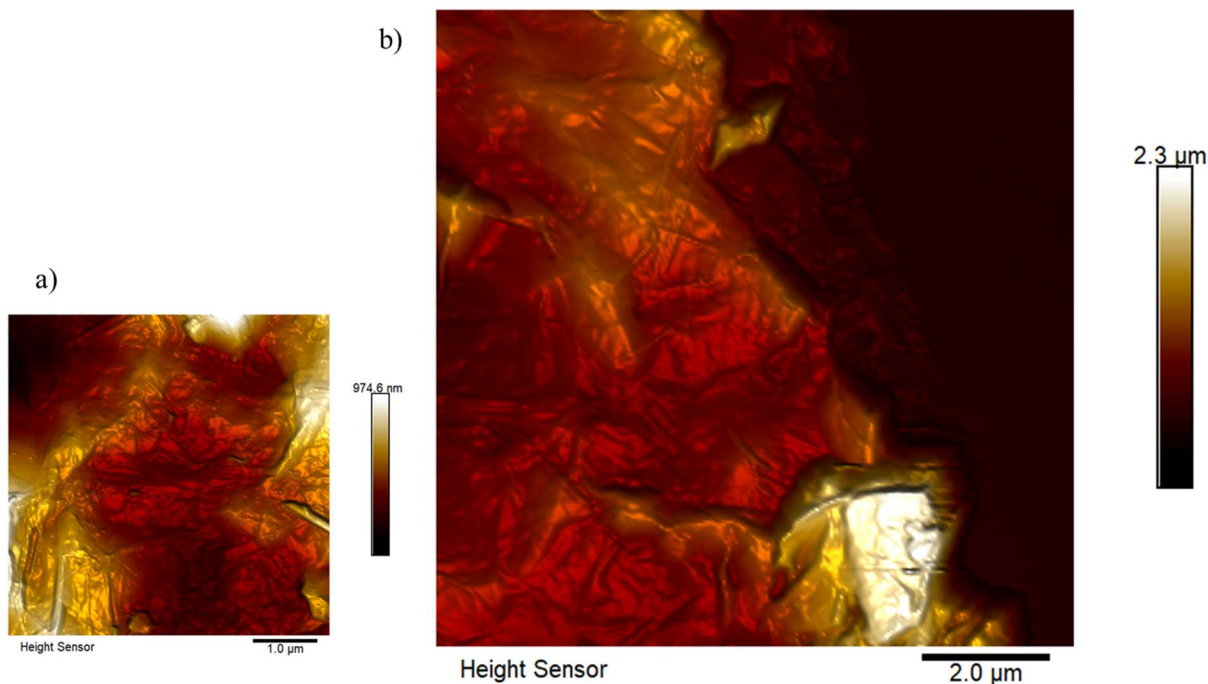 b)
2.3 µm
a)
974.6 nm
Height Sensor
1.0 µm
Height Sensor
2.0 µm